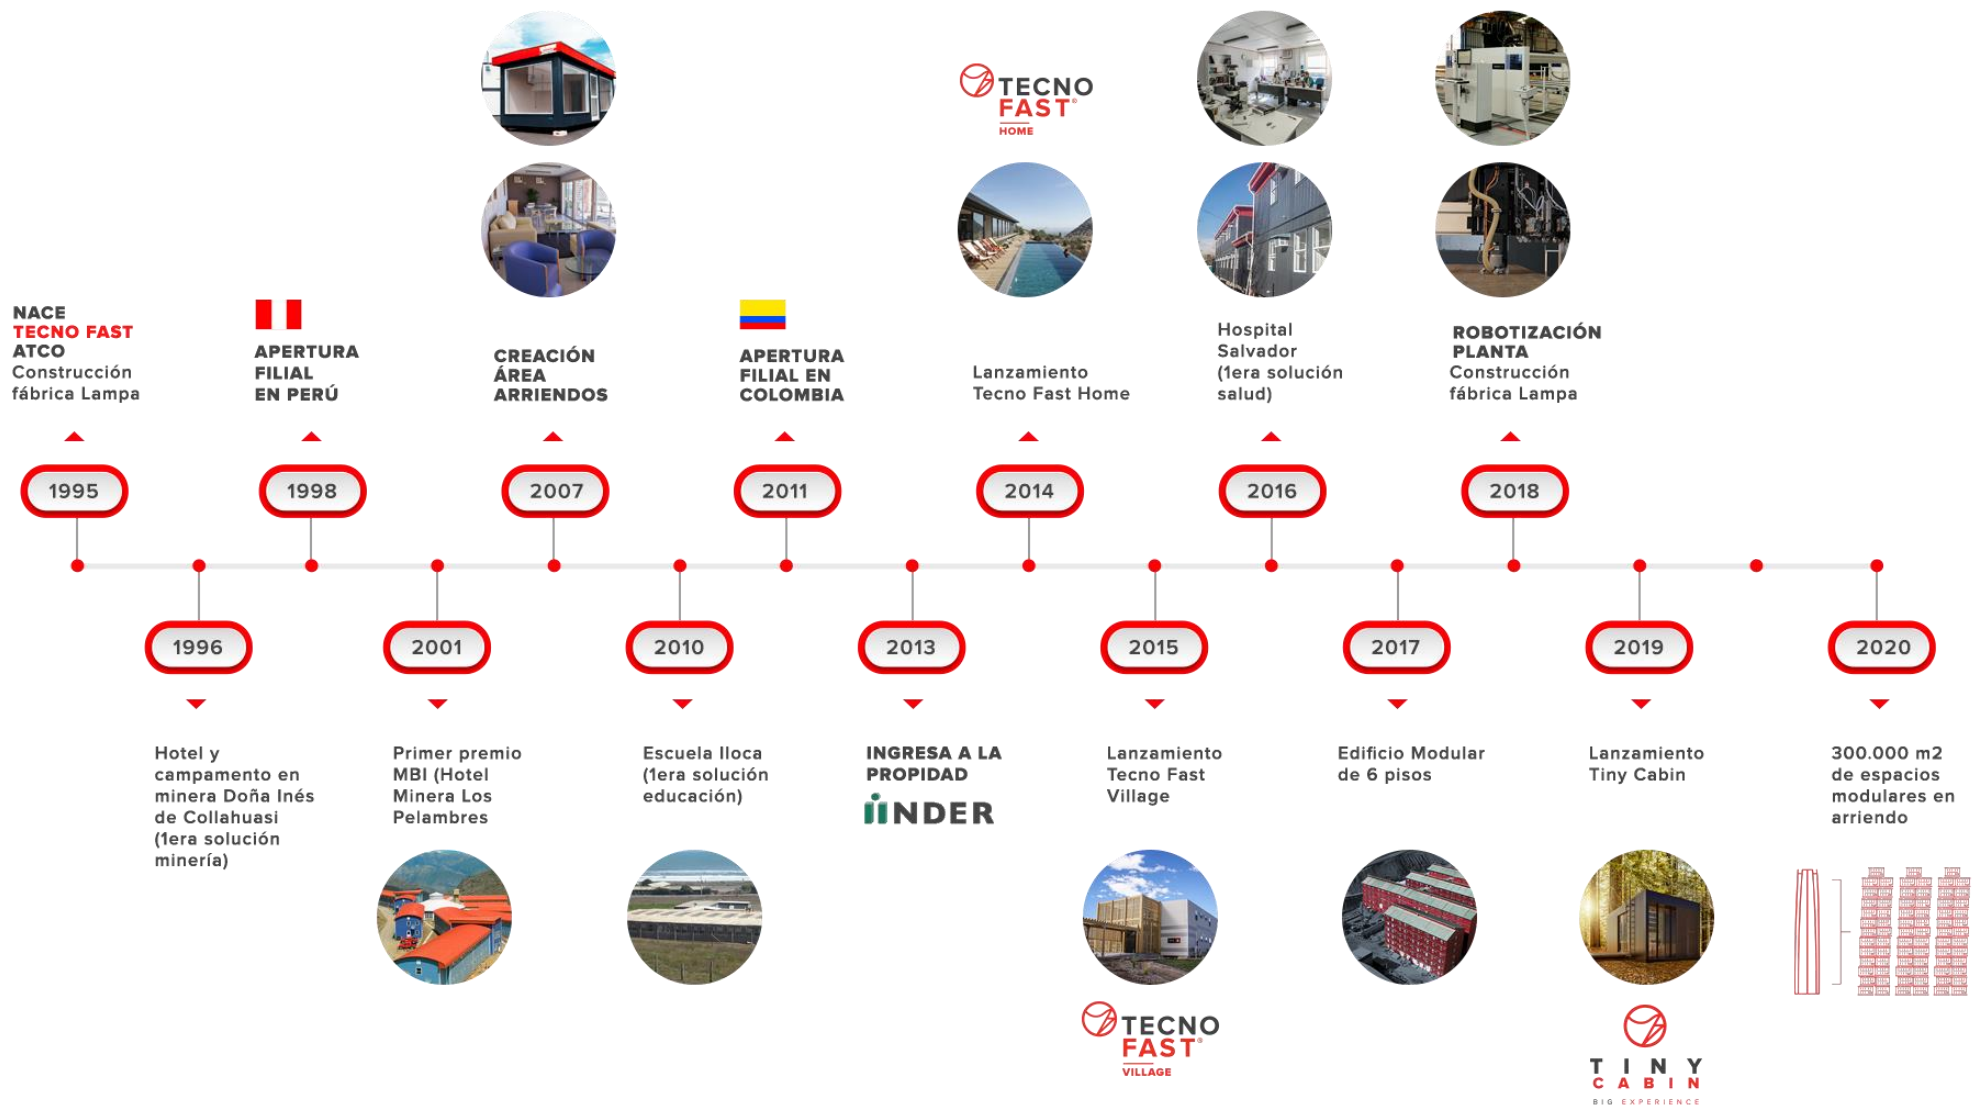 TECNO
FAST®
HOME
NACE
TECNO FAST
ATCO
Construcción
fábrica Lampa
APERTURA
FILIAL
EN PERÚ
CREACIÓN
ÁREA
ARRIENDOS
APERTURA
FILIAL EN
COLOMBIA
Lanzamiento
Tecno Fast Home
Hospital
Salvador
(1era solución
salud)
ROBOTIZACIÓN
PLANTA
Construcción
fábrica Lampa
1995
1998
2007
2011
2014
2016
2018
1996
2001
2010
2013
2015
2017
2019
2020
Hotel y
campamento en
minera Doña Inés
de Collahuasi
(1era solución
minería)
Primer premio
MBI (Hotel
Minera Los
Pelambres
Escuela Iloca
(1era solución
educación)
INGRESA A LA
PROPIDAD
iiNDER
Lanzamiento
Tecno Fast
Village
Edificio Modular
de 6 pisos
Lanzamiento
Tiny Cabin
300.000 m2
de espacios
modulares en
arriendo
TECNO
FAST®
VILLAGE
TINY
CABIN
BIG EXPERIENCE